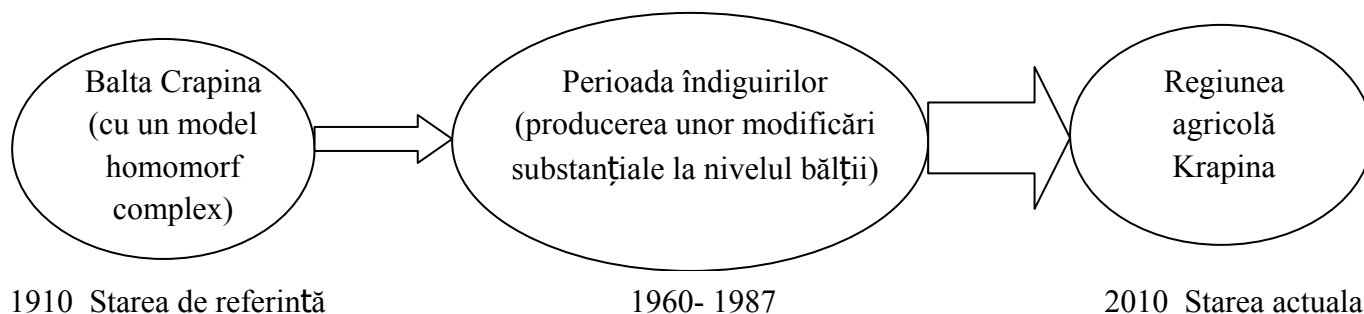 Balta Crapina
(cu un model
homomorf
complex)
Perioada îndiguirilor
(producerea unor modificări
substanțiale la nivelul bălții)
Regiunea
agricolă
Krapina
1910 Starea de referință
1960- 1987
2010 Starea actuala